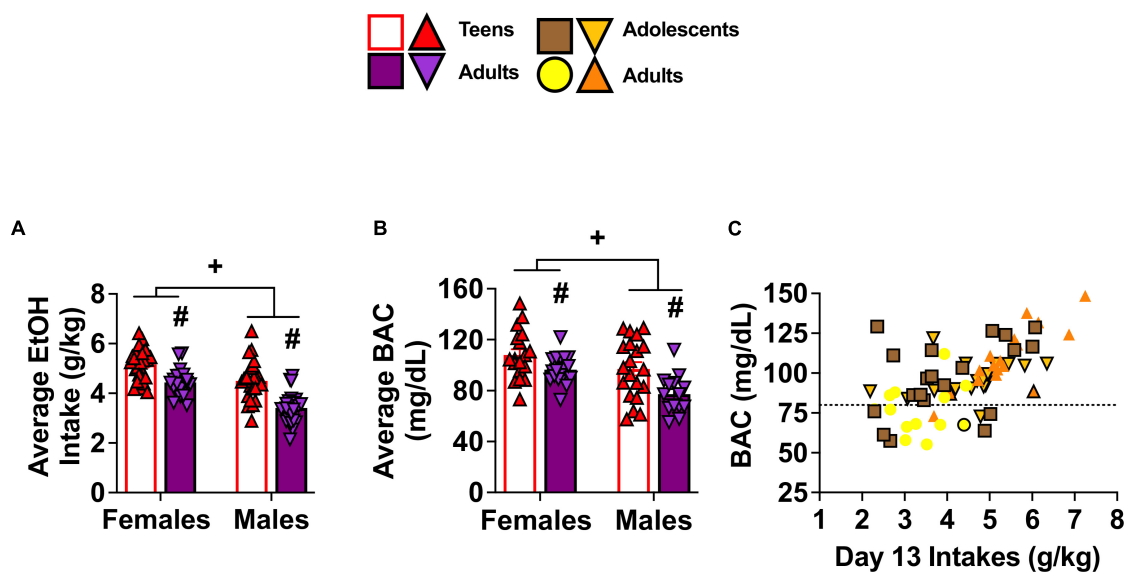 Teens
Adolescents
Adults
Adults
A
B
C
+
+
#
#
#
#
Average EtOH
Intake (g/kg)
8
6
4
2
0
Females
Males
Average BAC
(mg/dL)
160
120
80
40
0
Females
Males
BAC (mg/dL)
150
125
100
75
50
25
1 2 3 4 5 6 7 8
Day 13 Intakes (g/kg)